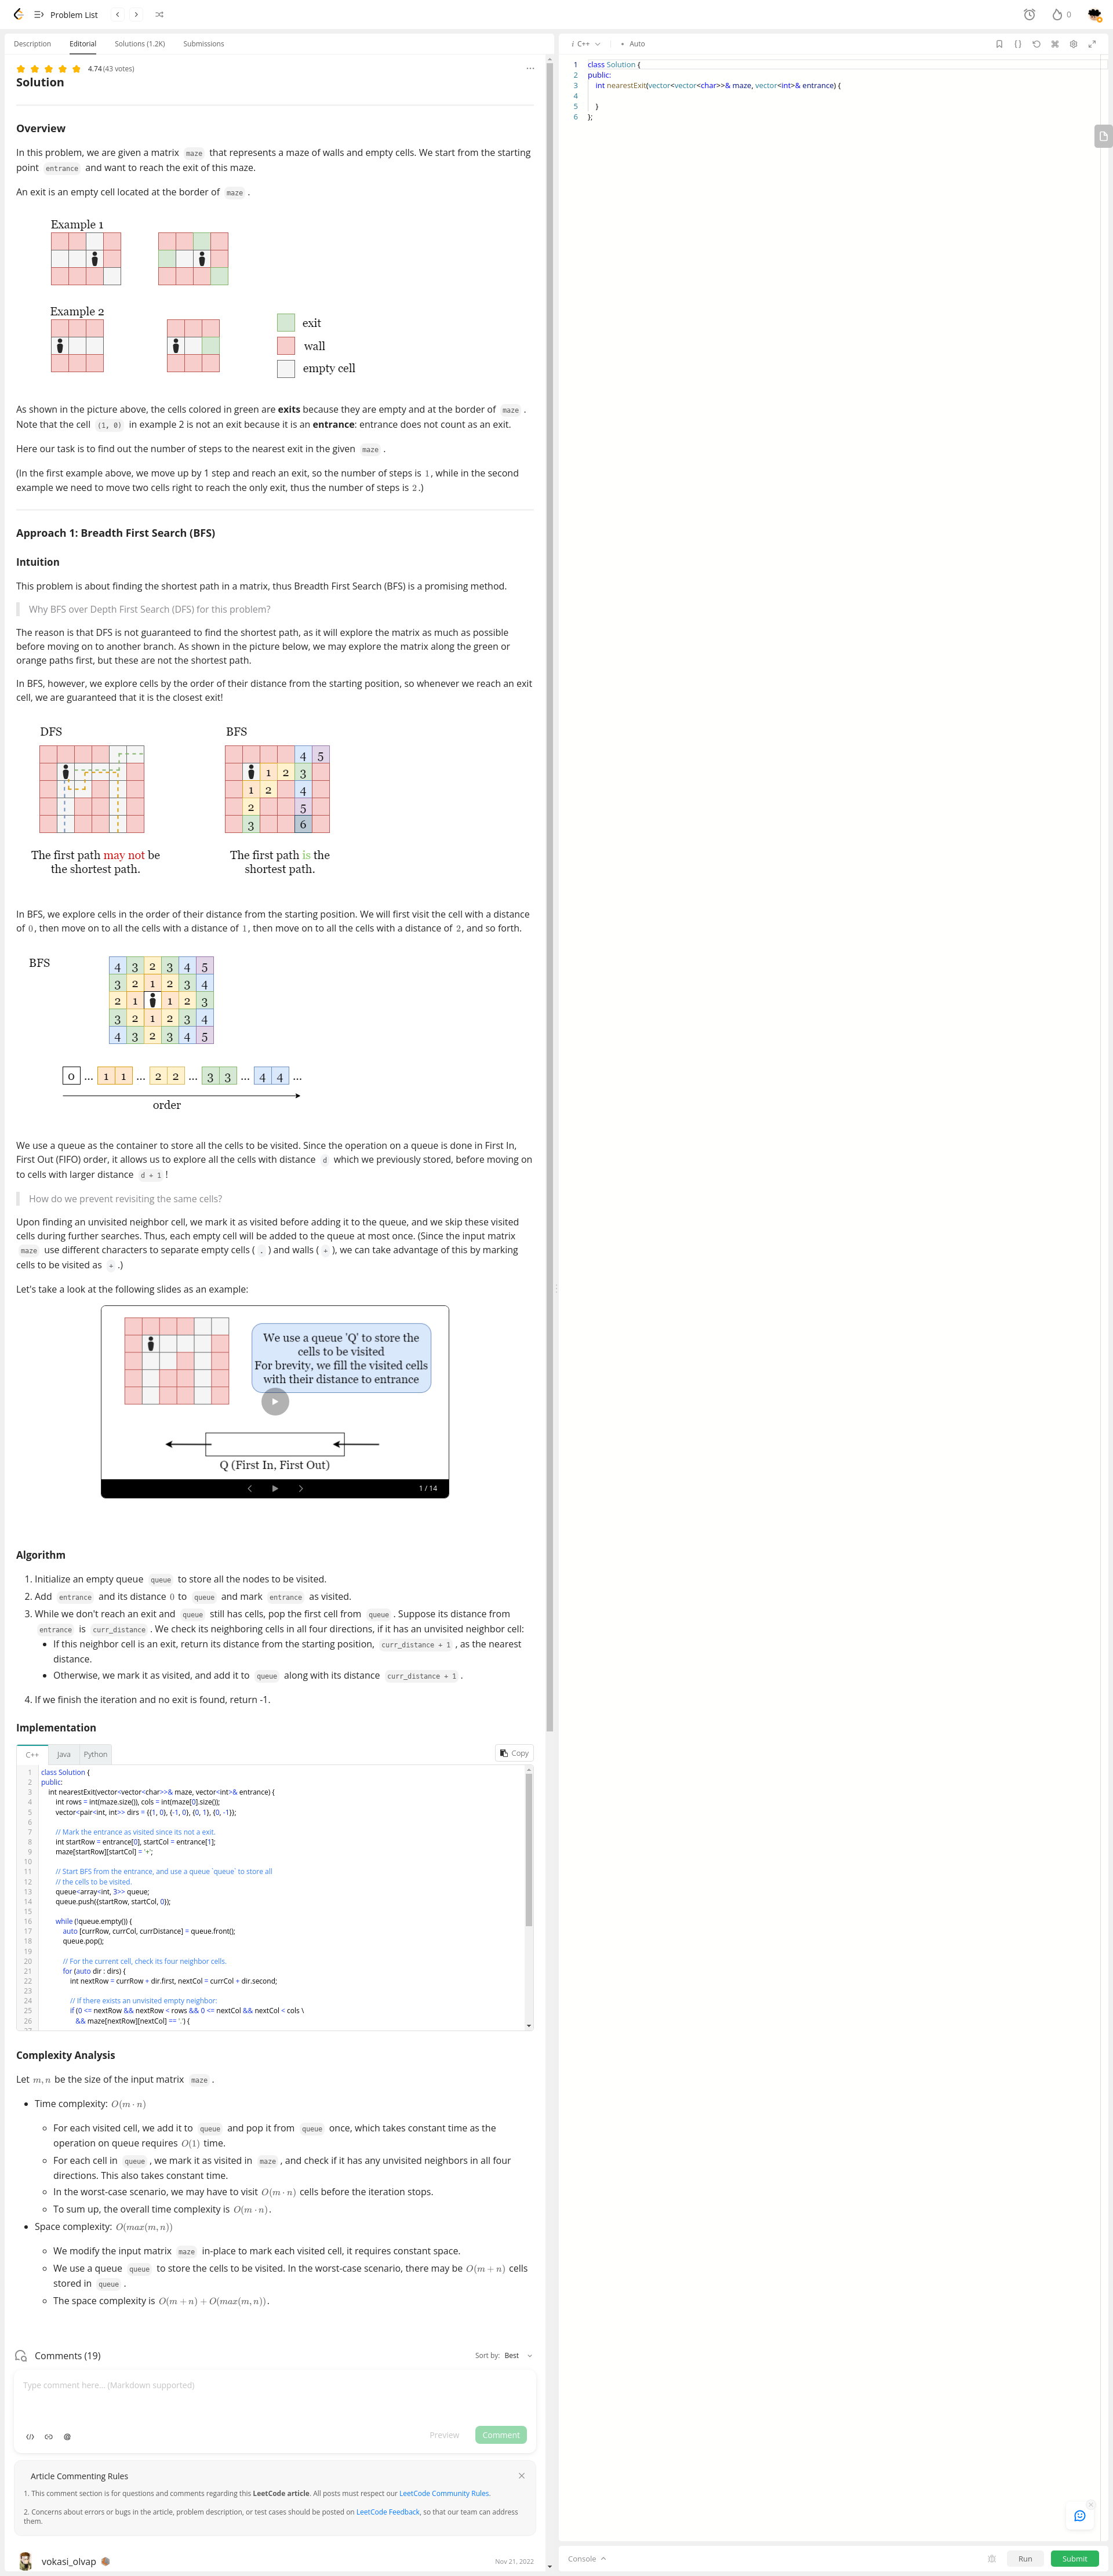 Problem List
0
Description Editorial Solutions (1.2K) Submissions
4.74 (43 votes)
Solution
Overview
In this problem, we are given a matrix maze that represents a maze of walls and empty cells. We start from the starting
point entrance and want to reach the exit of this maze.
An exit is an empty cell located at the border of maze .
Example 1
Example 2
exit
wall
empty cell
As shown in the picture above, the cells colored in green are exits because they are empty and at the border of maze .
Note that the cell (1, 0) in example 2 is not an exit because it is an entrance: entrance does not count as an exit.
Here our task is to find out the number of steps to the nearest exit in the given maze .
(In the first example above, we move up by 1 step and reach an exit, so the number of steps is 1, while in the second
example we need to move two cells right to reach the only exit, thus the number of steps is 2.)
Approach 1: Breadth First Search (BFS)
Intuition
This problem is about finding the shortest path in a matrix, thus Breadth First Search (BFS) is a promising method.
Why BFS over Depth First Search (DFS) for this problem?
The reason is that DFS is not guaranteed to find the shortest path, as it will explore the matrix as much as possible
before moving on to another branch. As shown in the picture below, we may explore the matrix along the green or
orange paths first, but these are not the shortest path.
In BFS, however, we explore cells by the order of their distance from the starting position, so whenever we reach an exit
cell, we are guaranteed that it is the closest exit!
DFS BFS
4 5
1 2 3
1 2 4
2 5
3 6
The first path may not be
the shortest path.
The first path is the
shortest path.
In BFS, we explore cells in the order of their distance from the starting position. We will first visit the cell with a distance
of 0, then move on to all the cells with a distance of 1, then move on to all the cells with a distance of 2, and so forth.
BFS
4 3 2 3 4 5
3 2 1 2 3 4
2 1 1 2 3
3 2 1 2 3 4
4 3 2 3 4 5
0 ... 1 1 ... 2 2 ... 3 3 ... 4 4 ...
order
We use a queue as the container to store all the cells to be visited. Since the operation on a queue is done in First In,
First Out (FIFO) order, it allows us to explore all the cells with distance d which we previously stored, before moving on
to cells with larger distance d + 1 !
How do we prevent revisiting the same cells?
Upon finding an unvisited neighbor cell, we mark it as visited before adding it to the queue, and we skip these visited
cells during further searches. Thus, each empty cell will be added to the queue at most once. (Since the input matrix
maze use different characters to separate empty cells ( . ) and walls ( + ), we can take advantage of this by marking
cells to be visited as + .)
Let's take a look at the following slides as an example:
We use a queue 'Q' to store the
cells to be visited
For brevity, we fill the visited cells
with their distance to entrance
Q (First In, First Out)
1 / 14
Algorithm
1. Initialize an empty queue queue to store all the nodes to be visited.
2. Add entrance and its distance 0 to queue and mark entrance as visited.
3. While we don't reach an exit and queue still has cells, pop the first cell from queue . Suppose its distance from
entrance is curr_distance . We check its neighboring cells in all four directions, if it has an unvisited neighbor cell:
• If this neighbor cell is an exit, return its distance from the starting position, curr_distance + 1 , as the nearest
distance.
• Otherwise, we mark it as visited, and add it to queue along with its distance curr_distance + 1 .
4. If we finish the iteration and no exit is found, return -1.
Implementation
C++ Java Python Copy
1 class Solution {
2 public:
3 int nearestExit(vector<vector<char>>& maze, vector<int>& entrance) {
4 int rows = int(maze.size()), cols = int(maze[0].size());
5 vector<pair<int, int>> dirs = {{1, 0}, {-1, 0}, {0, 1}, {0, -1}};
6
7 // Mark the entrance as visited since its not a exit.
8 int startRow = entrance[0], startCol = entrance[1];
9 maze[startRow][startCol] = '+';
10
11 // Start BFS from the entrance, and use a queue `queue` to store all
12 // the cells to be visited.
13 queue<array<int, 3>> queue;
14 queue.push({startRow, startCol, 0});
15
16 while (!queue.empty()) {
17 auto [currRow, currCol, currDistance] = queue.front();
18 queue.pop();
19
20 // For the current cell, check its four neighbor cells.
21 for (auto dir : dirs) {
22 int nextRow = currRow + dir.first, nextCol = currCol + dir.second;
23
24 // If there exists an unvisited empty neighbor:
25 if (0 <= nextRow && nextRow < rows && 0 <= nextCol && nextCol < cols \
26 && maze[nextRow][nextCol] == '.') {
Complexity Analysis
Let m, n be the size of the input matrix maze .
• Time complexity: O(m · n)
For each visited cell, we add it to queue and pop it from queue once, which takes constant time as the
operation on queue requires O(1) time.
For each cell in queue , we mark it as visited in maze , and check if it has any unvisited neighbors in all four
directions. This also takes constant time.
In the worst-case scenario, we may have to visit O(m · n) cells before the iteration stops.
To sum up, the overall time complexity is O(m · n).
• Space complexity: O(max(m, n))
We modify the input matrix maze in-place to mark each visited cell, it requires constant space.
We use a queue queue to store the cells to be visited. In the worst-case scenario, there may be O(m + n) cells
stored in queue .
The space complexity is O(m + n) + O(max(m, n)).
Comments (19) Sort by: Best
Type comment here... (Markdown supported)
Preview Comment
Article Commenting Rules
1. This comment section is for questions and comments regarding this LeetCode article. All posts must respect our LeetCode Community Rules.
2. Concerns about errors or bugs in the article, problem description, or test cases should be posted on LeetCode Feedback, so that our team can address
them.
vokasi_olvap Nov 21, 2022
i C++ • Auto
1 class Solution {
2 public:
3 int nearestExit(vector<vector<char>>& maze, vector<int>& entrance) {
4
5 }
6 };
Console Run Submit